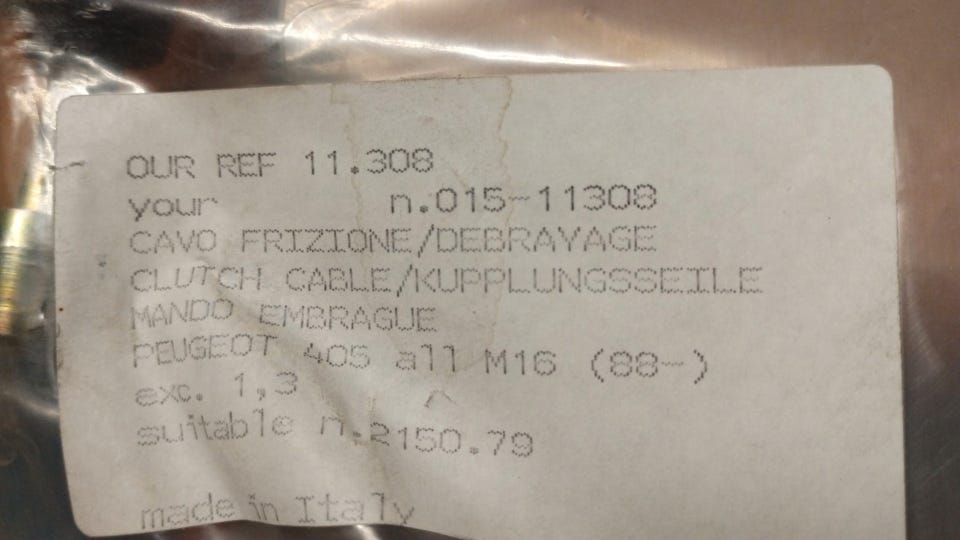 OUR REF 11.308
your n.015-11308
CAVO FRIZIONE/DEBRAYAGE
CLUTCH CABLE/KUPPLUNGSSEILE
MANDO EMBRAGUE
PEUGEOT 405 all M16 (88-)
exc. 1,3
suitable n.2150.79
made in Italy